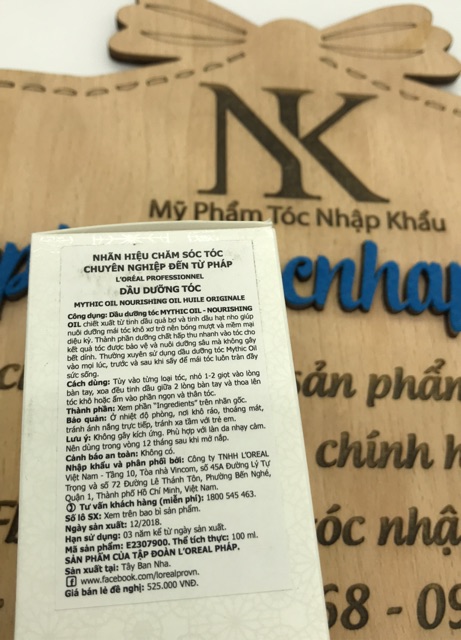 NK
Mỹ Phẩm Tóc Nhập Khẩu
cnhap
sản phẩm
chính h
tóc nhậ
68 - 09
NHÃN HIỆU CHĂM SÓC TÓC
CHUYÊN NGHIỆP ĐẾN TỪ PHÁP
L'ORÉAL PROFESSIONNEL
DẦU DƯỠNG TÓC
MYTHIC OIL NOURISHING OIL HUILE ORIGINALE
Công dụng: Dầu dưỡng tóc MYTHIC OIL - NOURISHING
OIL chiết xuất từ tinh dầu quả bơ và tinh dầu hạt nho giúp
nuôi dưỡng mái tóc khô xơ trở nên bóng mượt và mềm mại
diệu kỳ. Thành phần dưỡng chất hấp thu nhanh vào tóc cho
kết quả tóc được bảo vệ và nuôi dưỡng sâu mà không gây
bết dính. Thường xuyên sử dụng dầu dưỡng tóc Mythic Oil
vào mọi lúc, trước và sau khi sấy để mái tóc luôn tràn đầy
sức sống.
Cách dùng: Tùy vào từng loại tóc, nhỏ 1-2 giọt vào lòng
bàn tay, xoa đều tinh dầu giữa 2 lòng bàn tay và thoa lên
tóc khô hoặc ẩm vào phần ngọn và thân tóc.
Thành phần: Xem phần "Ingredients" trên nhãn gốc.
Bảo quản: Ở nhiệt độ phòng, nơi khô ráo, thoáng mát,
tránh ánh nắng trực tiếp, tránh xa tầm với trẻ em.
Lưu ý: Không gây kích ứng. Phù hợp với làn da nhạy cảm.
Nên dùng trong vòng 12 tháng sau khi mở nắp.
Cảnh báo an toàn: Không có.
Nhập khẩu và phân phối bởi: Công ty TNHH L'OREAL
Việt Nam - Tầng 10, Tòa nhà Vincom, số 45A Đường Lý Tự
Trọng và số 72 Đường Lê Thánh Tôn, Phường Bến Nghé,
Quận 1, Thành phố Hồ Chí Minh, Việt Nam.
Tư vấn khách hàng (miễn phí): 1800 545 463.
Số lô SX: Xem trên bao bì sản phẩm.
Ngày sản xuất: 12/2018.
Hạn sử dụng: 03 năm kể từ ngày sản xuất.
Mã sản phẩm: E2307900. Thể tích thực: 100 ml.
SẢN PHẨM CỦA TẬP ĐOÀN L'OREAL PHÁP.
Sản xuất tại: Tây Ban Nha.
www.facebook.com/lorealprovn.
Giá bán lẻ đề nghị: 525.000 VNĐ.